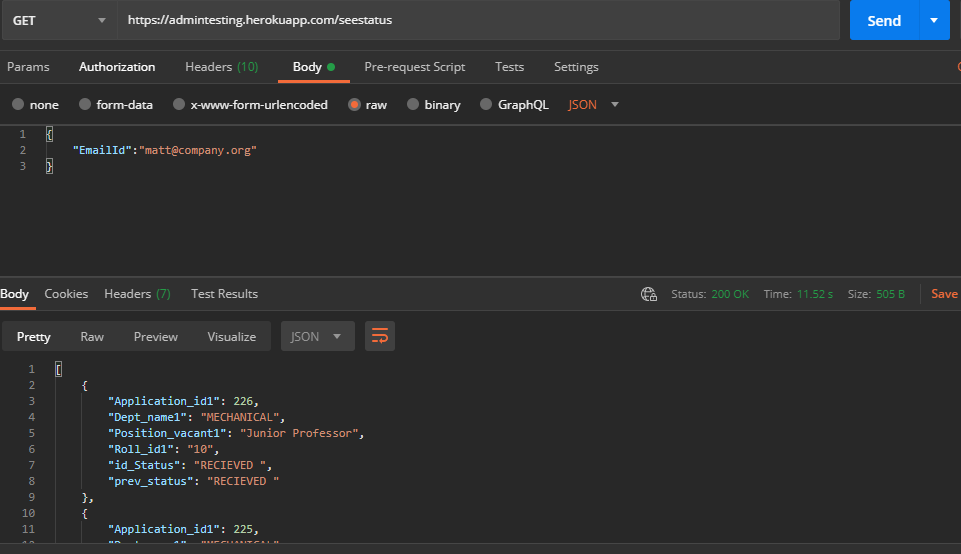 GET https://admintesting.herokuapp.com/seestatus Send
Params Authorization Headers (10) Body Pre-request Script Tests Settings
none form-data x-www-form-urlencoded raw binary GraphQL JSON
1 {
2 "EmailId":"matt@company.org"
3 }
Body Cookies Headers (7) Test Results Status: 200 OK Time: 11.52 s Size: 505 B Save
Pretty Raw Preview Visualize JSON
1 [
2 {
3 "Application_id1": 226,
4 "Dept_name1": "MECHANICAL",
5 "Position_vacant1": "Junior Professor",
6 "Roll_id1": "10",
7 "id_Status": "RECIEVED ",
8 "prev_status": "RECIEVED "
9 },
10 {
11 "Application_id1": 225,